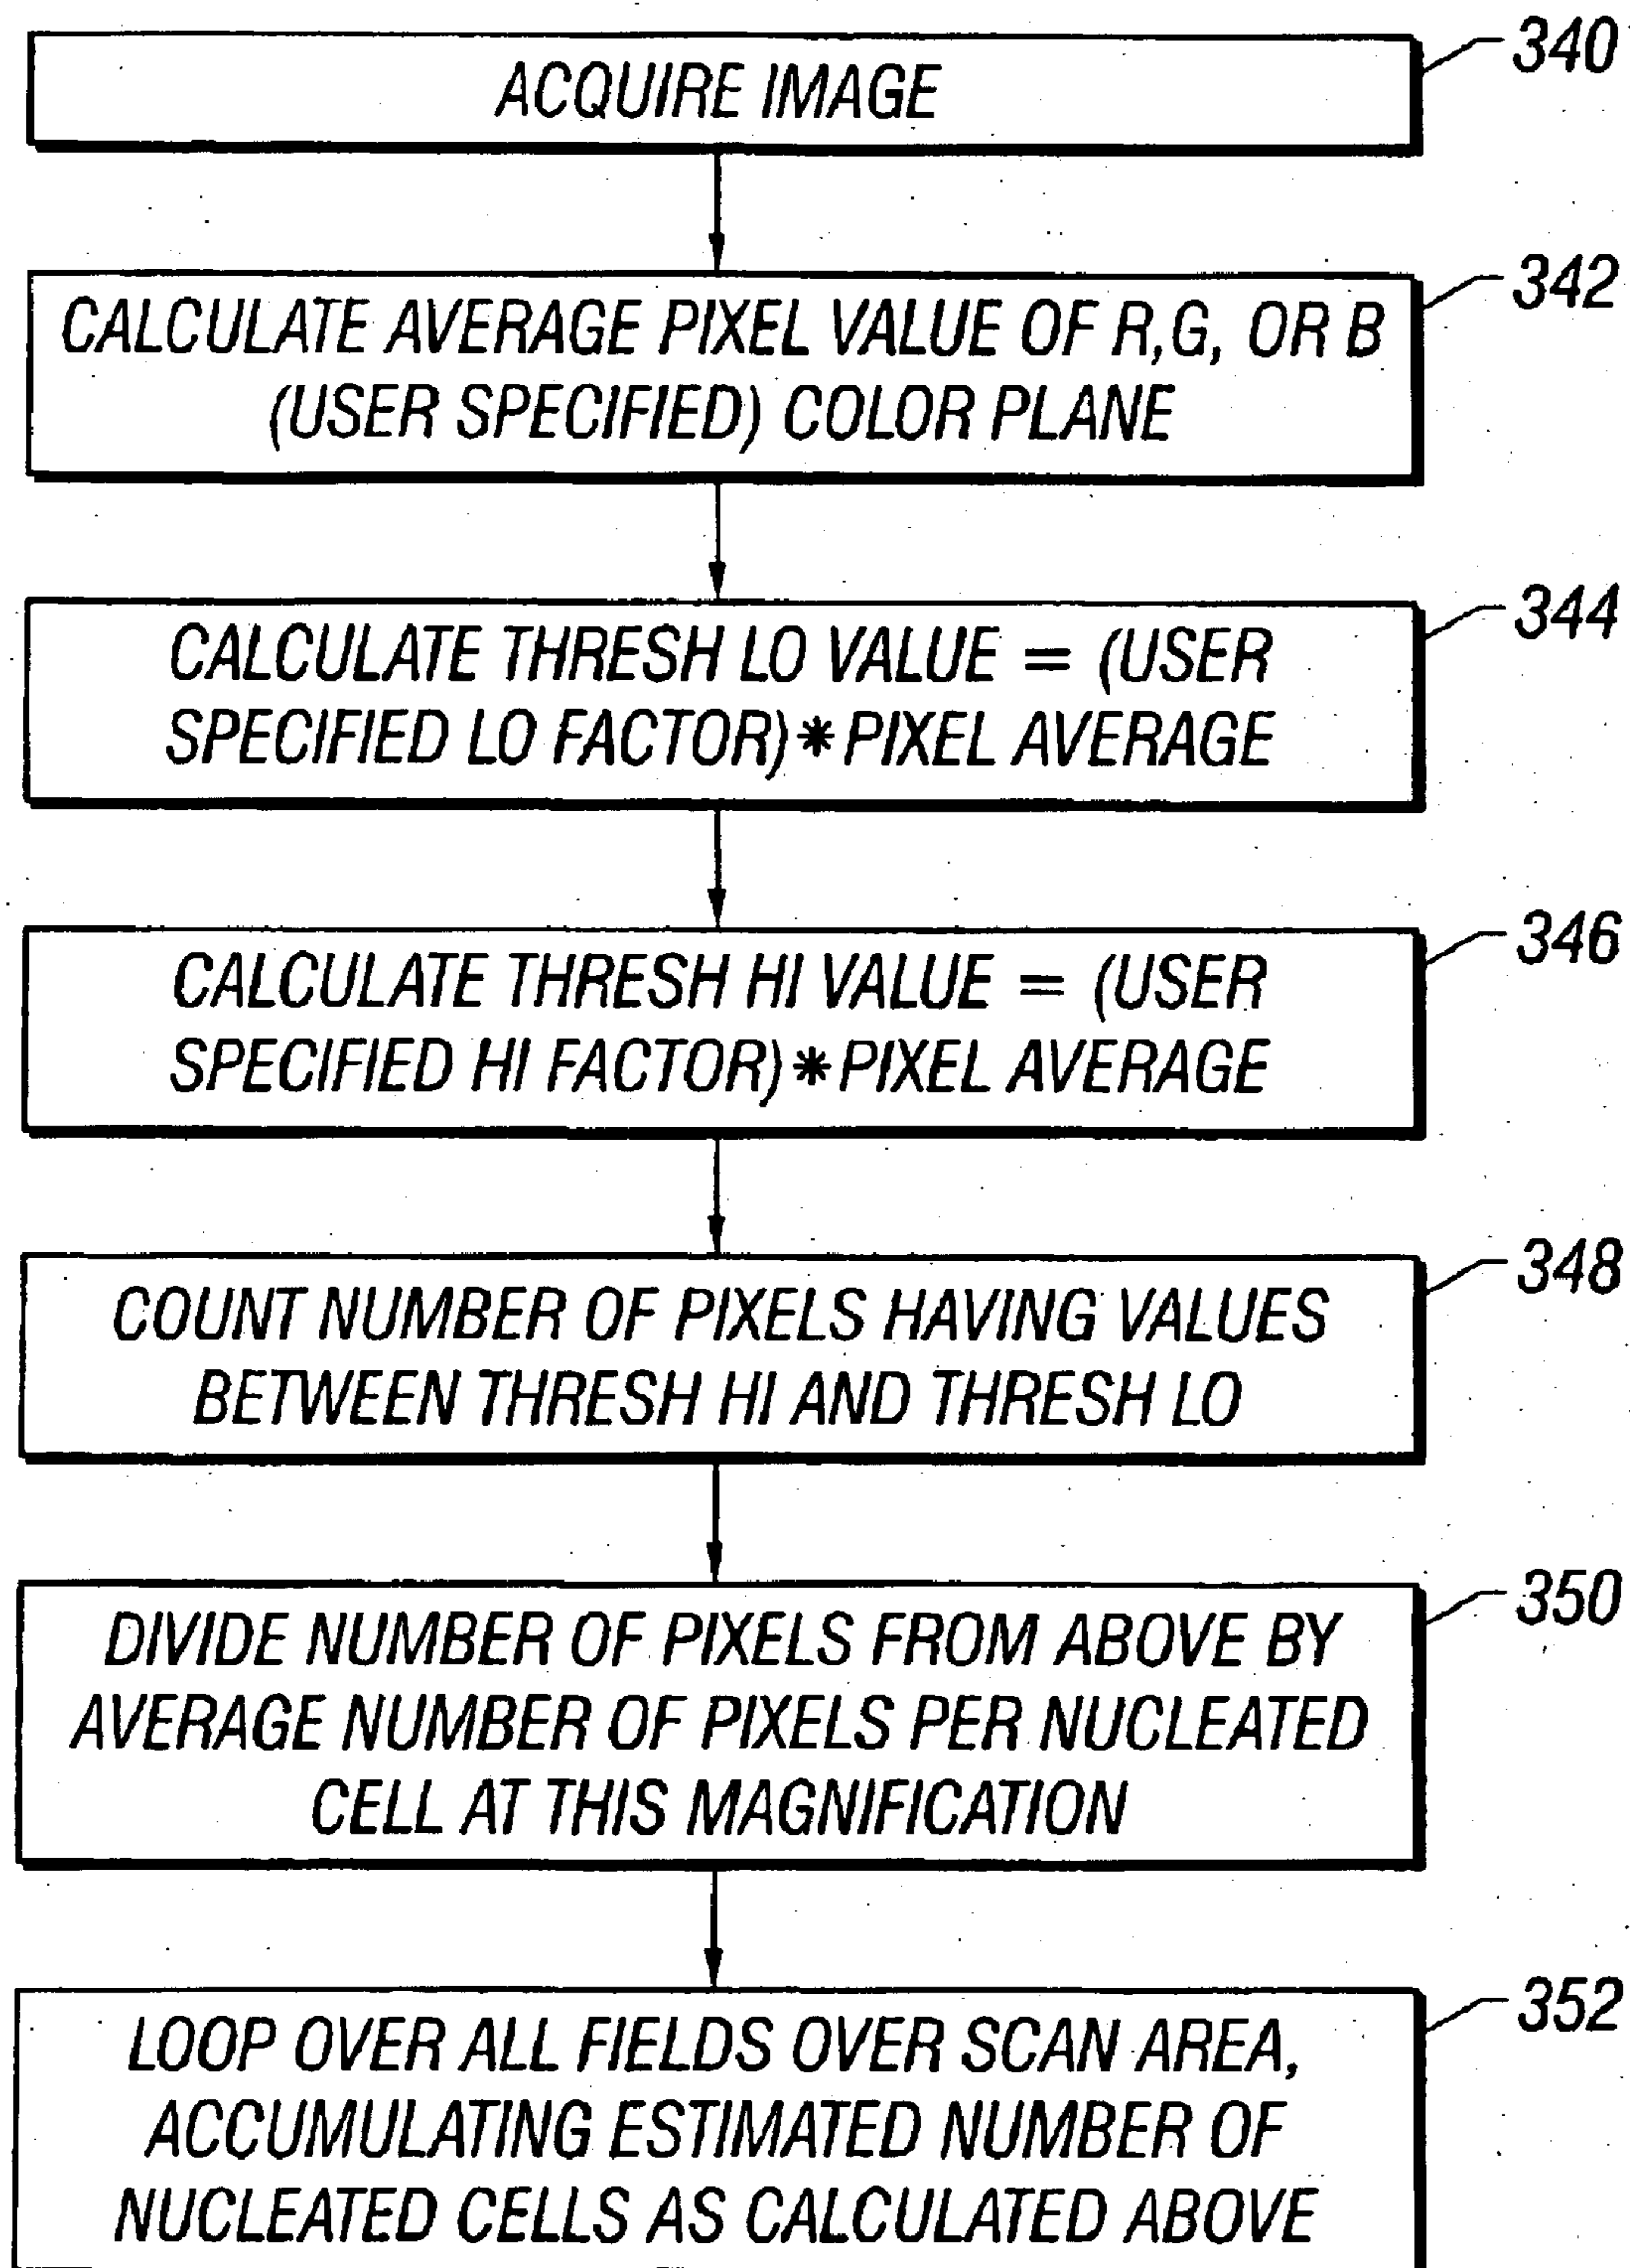 ACQUIRE IMAGE
340
CALCULATE AVERAGE PIXEL VALUE OF R,G, OR B
(USER SPECIFIED) COLOR PLANE
342
CALCULATE THRESH LO VALUE = (USER
SPECIFIED LO FACTOR)*PIXEL AVERAGE
344
CALCULATE THRESH HI VALUE = (USER
SPECIFIED HI FACTOR)*PIXEL AVERAGE
346
COUNT NUMBER OF PIXELS HAVING VALUES
BETWEEN THRESH HI AND THRESH LO
348
DIVIDE NUMBER OF PIXELS FROM ABOVE BY
AVERAGE NUMBER OF PIXELS PER NUCLEATED
CELL AT THIS MAGNIFICATION
350
LOOP OVER ALL FIELDS OVER SCAN AREA,
ACCUMULATING ESTIMATED NUMBER OF
NUCLEATED CELLS AS CALCULATED ABOVE
352